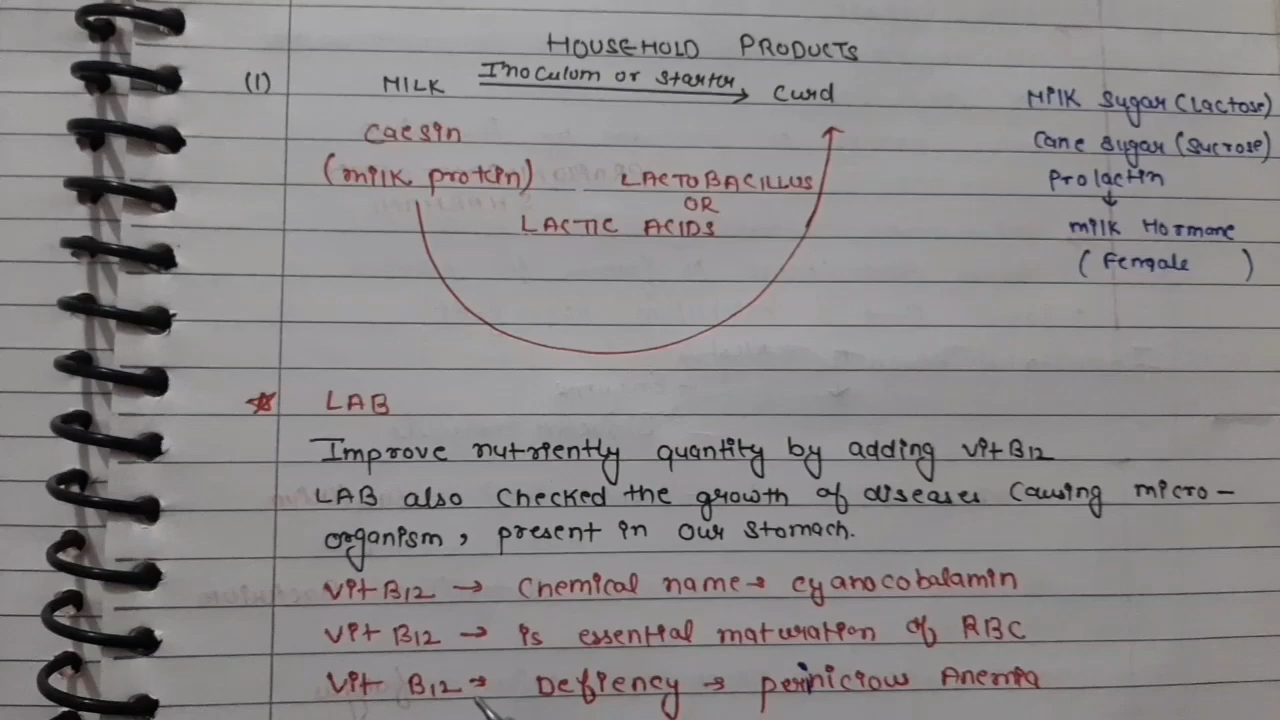 HOUSEHOLD PRODUCTS
(1) MILK Inoculom or starter Curd
Caesin
(milk protein)
LACTOBACILLUS
OR
LACTIC ACIDS
Milk Sugar (Lactose)
Cane Sugar (Sucrose)
Prolactin
↓
milk Hormone
(Female)
☆ LAB
Improve nutriently quantity by adding vit B12
LAB also checked the growth of diseases causing micro-
organism, present in our stomach.
Vit B12 → Chemical name → cyanocobalamin
Vit B12 → is essential maturation of RBC
Vit B12 → Defiency → pernicious Anemia